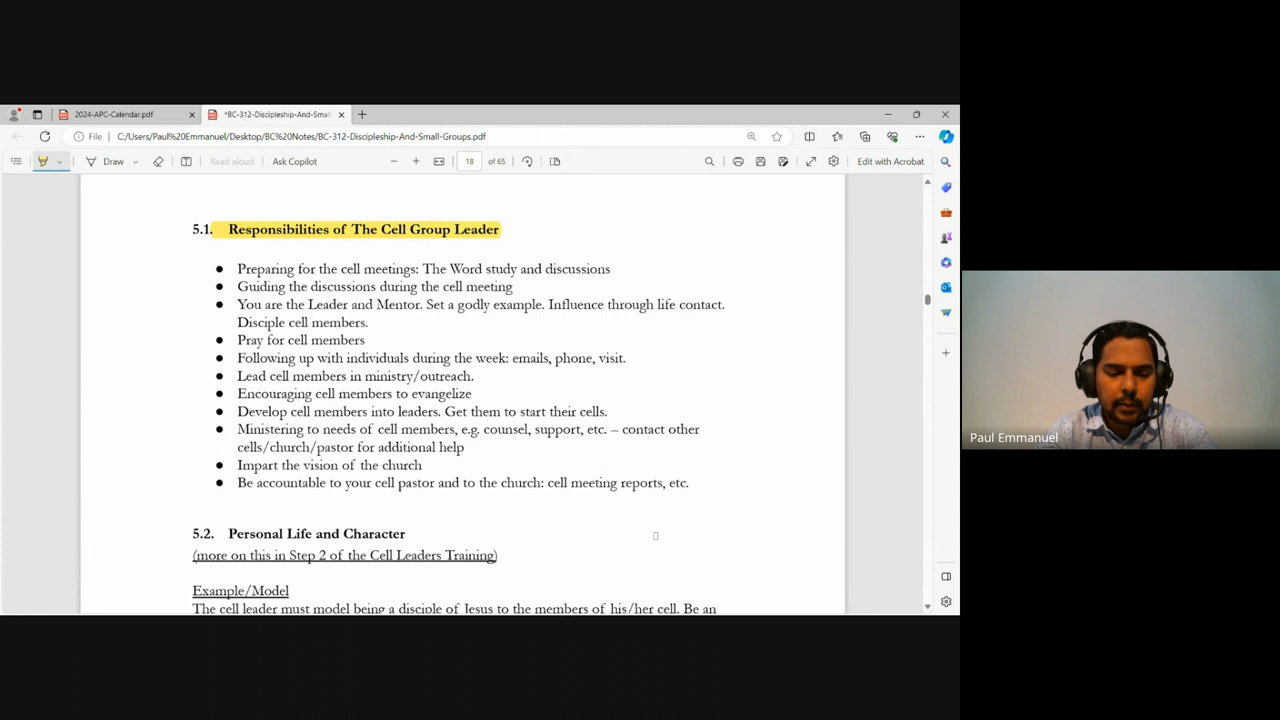 2024-APC-Calendar.pdf
*BC-312-Discipleship-And-Small-
File
C:/Users/Paul%20Emmanuel/Desktop/BC%20Notes/BC-312-Discipleship-And-Small-Groups.pdf
Draw
Read aloud
Ask Copilot
18 of 65
Edit with Acrobat
5.1. Responsibilities of The Cell Group Leader
● Preparing for the cell meetings: The Word study and discussions
● Guiding the discussions during the cell meeting
● You are the Leader and Mentor. Set a godly example. Influence through life contact.
Disciple cell members.
● Pray for cell members
● Following up with individuals during the week: emails, phone, visit.
● Lead cell members in ministry/outreach.
● Encouraging cell members to evangelize
● Develop cell members into leaders. Get them to start their cells.
● Ministering to needs of cell members, e.g. counsel, support, etc. – contact other
cells/church/pastor for additional help
● Impart the vision of the church
● Be accountable to your cell pastor and to the church: cell meeting reports, etc.
5.2. Personal Life and Character
(more on this in Step 2 of the Cell Leaders Training)
Example/Model
The cell leader must model being a disciple of Jesus to the members of his/her cell. Be an
Paul Emmanuel